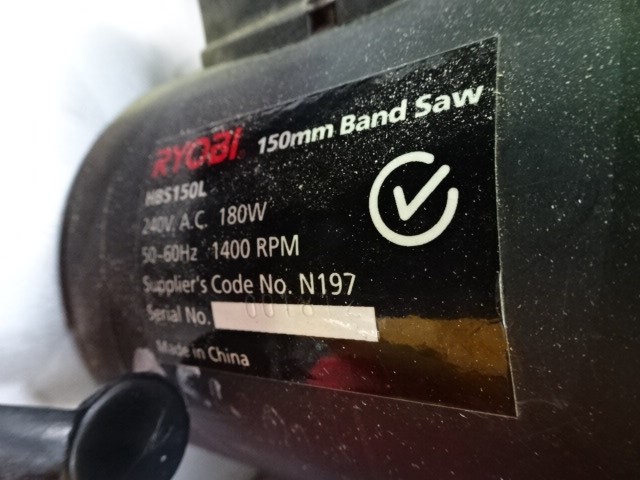 RYOBI 150mm Band Saw
HBS150L
240V A.C. 180W
50-60Hz 1400 RPM
Supplier's Code No. N197
Serial No.
Made in China